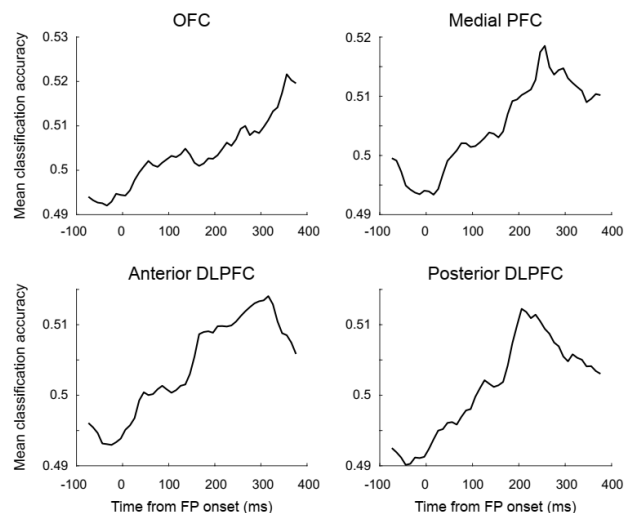 OFC
Medial PFC
Mean classification accuracy
0.53
0.52
0.51
0.5
0.49
-100 0 100 200 300 400
0.52
0.51
0.5
0.49
-100 0 100 200 300 400
Anterior DLPFC
Posterior DLPFC
Mean classification accuracy
0.51
0.5
0.49
-100 0 100 200 300 400
Time from FP onset (ms)
0.51
0.5
0.49
-100 0 100 200 300 400
Time from FP onset (ms)